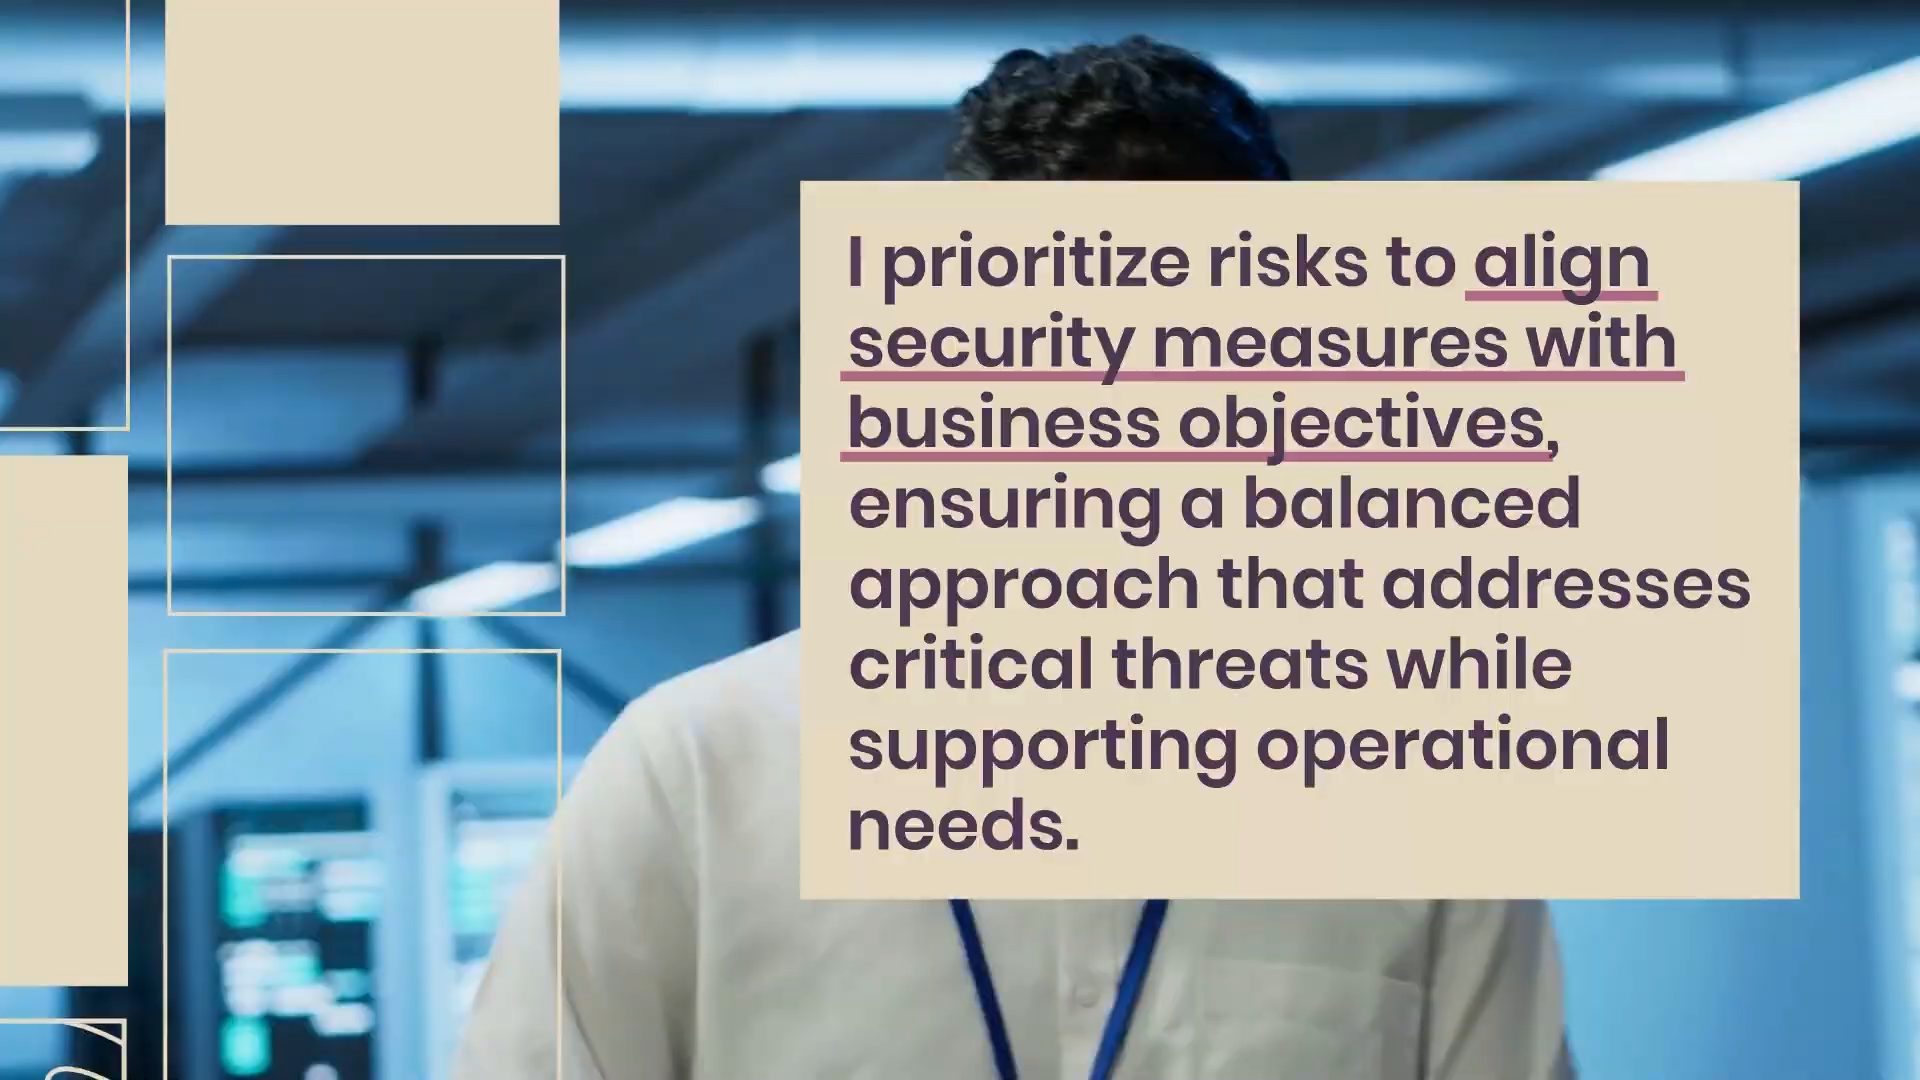 I prioritize risks to align
security measures with
business objectives,
ensuring a balanced
approach that addresses
critical threats while
supporting operational
needs.